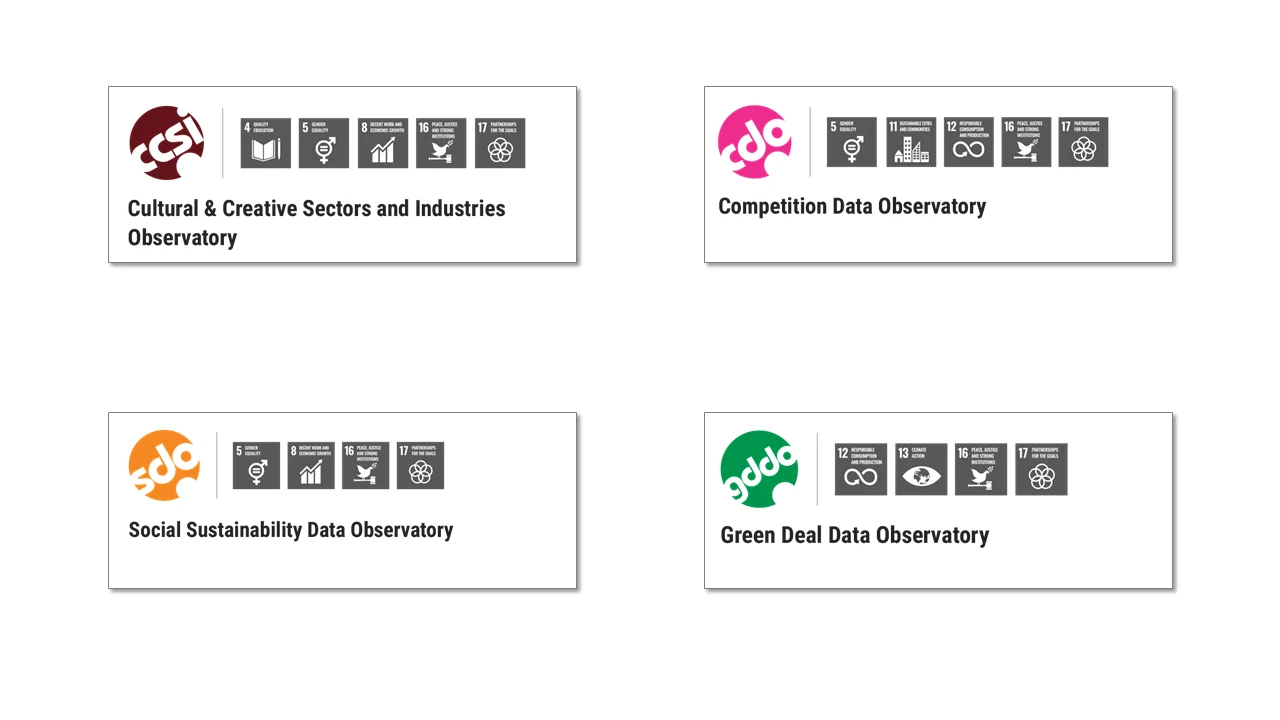 ccsi
4 QUALITY
EDUCATION
5 GENDER
EQUALITY
8 DECENT WORK AND
ECONOMIC GROWTH
16 PEACE, JUSTICE
AND STRONG
INSTITUTIONS
17 PARTNERSHIPS
FOR THE GOALS
Cultural & Creative Sectors and Industries
Observatory
cdo
5 GENDER
EQUALITY
11 SUSTAINABLE CITIES
AND COMMUNITIES
12 RESPONSIBLE
CONSUMPTION
AND PRODUCTION
16 PEACE, JUSTICE
AND STRONG
INSTITUTIONS
17 PARTNERSHIPS
FOR THE GOALS
Competition Data Observatory
sdo
5 GENDER
EQUALITY
8 DECENT WORK AND
ECONOMIC GROWTH
16 PEACE, JUSTICE
AND STRONG
INSTITUTIONS
17 PARTNERSHIPS
FOR THE GOALS
Social Sustainability Data Observatory
gddo
12 RESPONSIBLE
CONSUMPTION
AND PRODUCTION
13 CLIMATE
ACTION
16 PEACE, JUSTICE
AND STRONG
INSTITUTIONS
17 PARTNERSHIPS
FOR THE GOALS
Green Deal Data Observatory